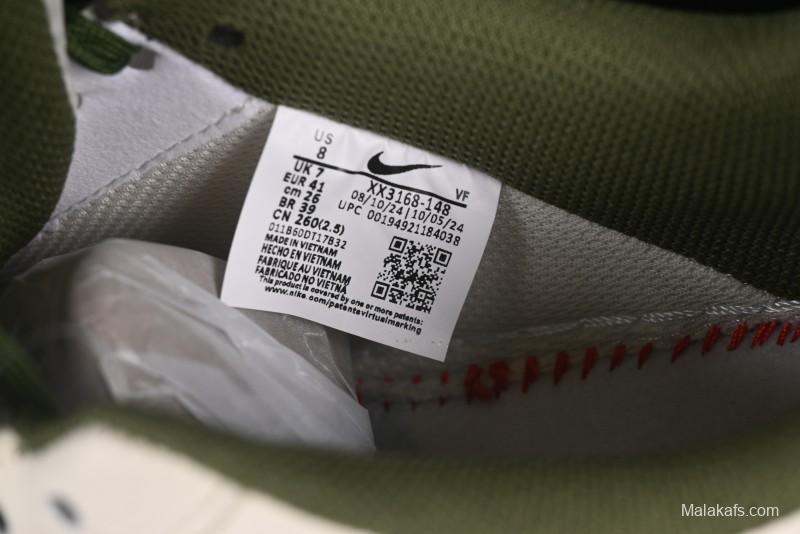 US
8
UK 7
EUR 41
cm 26
BR 39
CN 260(2.5)
VF
XX3168-148
08/10/24 | 10/05/24
UPC 00194921184038
011B60DT17B32
MADE IN VIETNAM
HECHO EN VIETNAM
FABRIQUE AU VIETNAM
FABRICADO NO VIETNÃ
This product is covered by one or more patents:
www.nike.com/patentsvirtualmarking
Malakafs.com